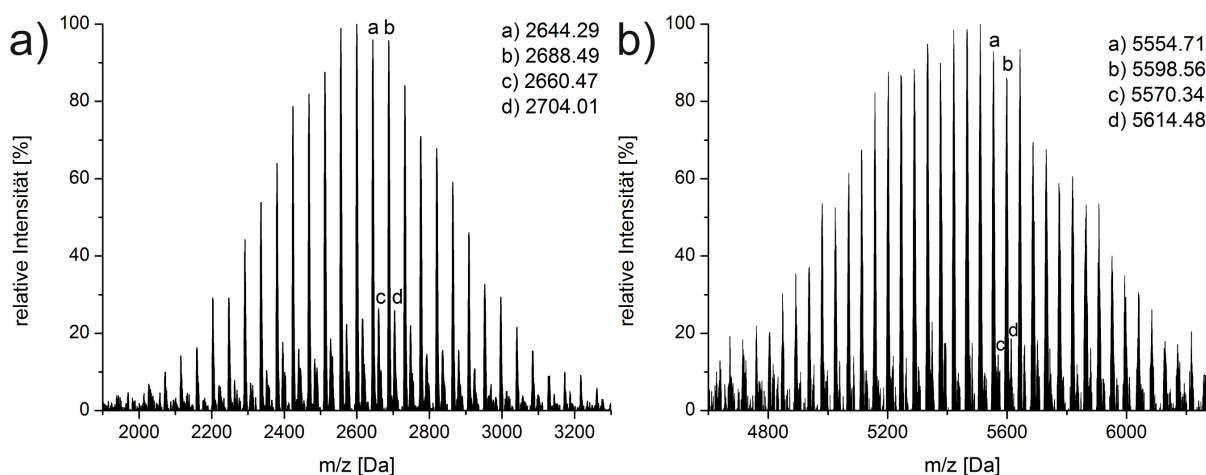 a)
100
80
60
40
20
0
relative Intensität [%]
a b
c d
a) 2644.29
b) 2688.49
c) 2660.47
d) 2704.01
2000 2200 2400 2600 2800 3000 3200
m/z [Da]
b)
100
80
60
40
20
0
relative Intensität [%]
a
b
d
c
a) 5554.71
b) 5598.56
c) 5570.34
d) 5614.48
4800 5200 5600 6000
m/z [Da]